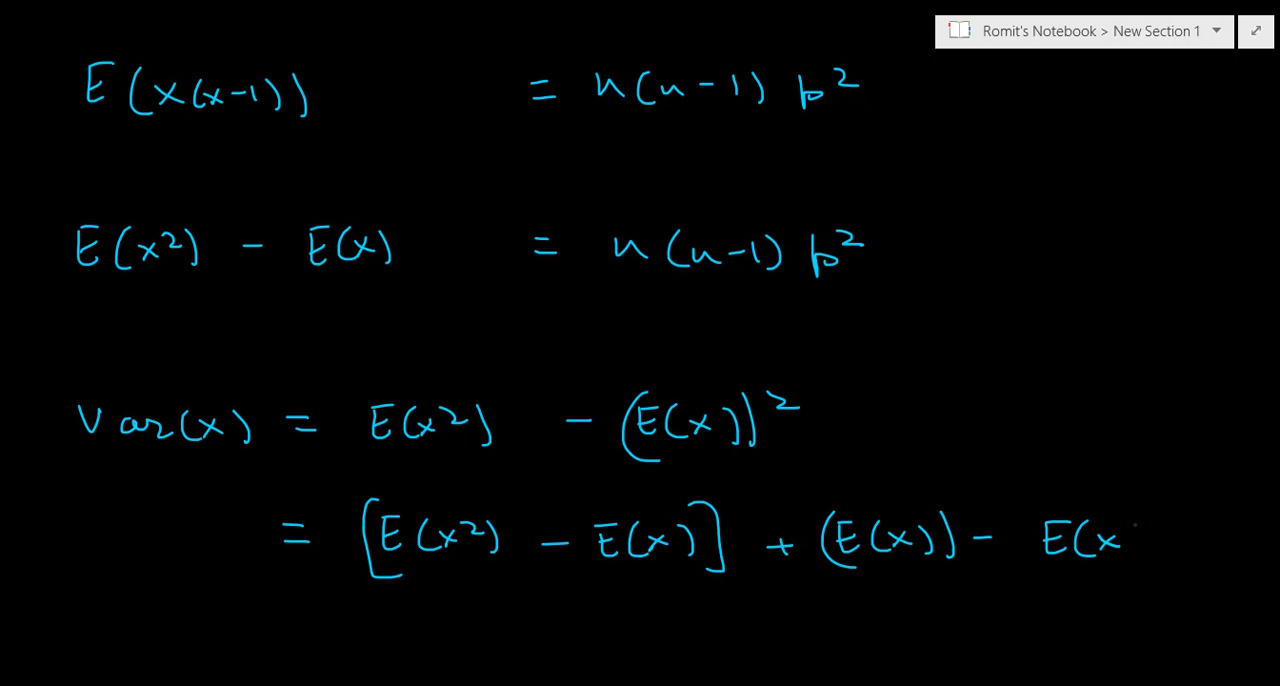 Romit's Notebook > New Section 1
E(x(x-1)) = n(n-1) p²
E(x²) - E(x) = n(n-1) p²
var(x) = E(x²) - (E(x))²
= [E(x²) - E(x)] + (E(x)) - E(x